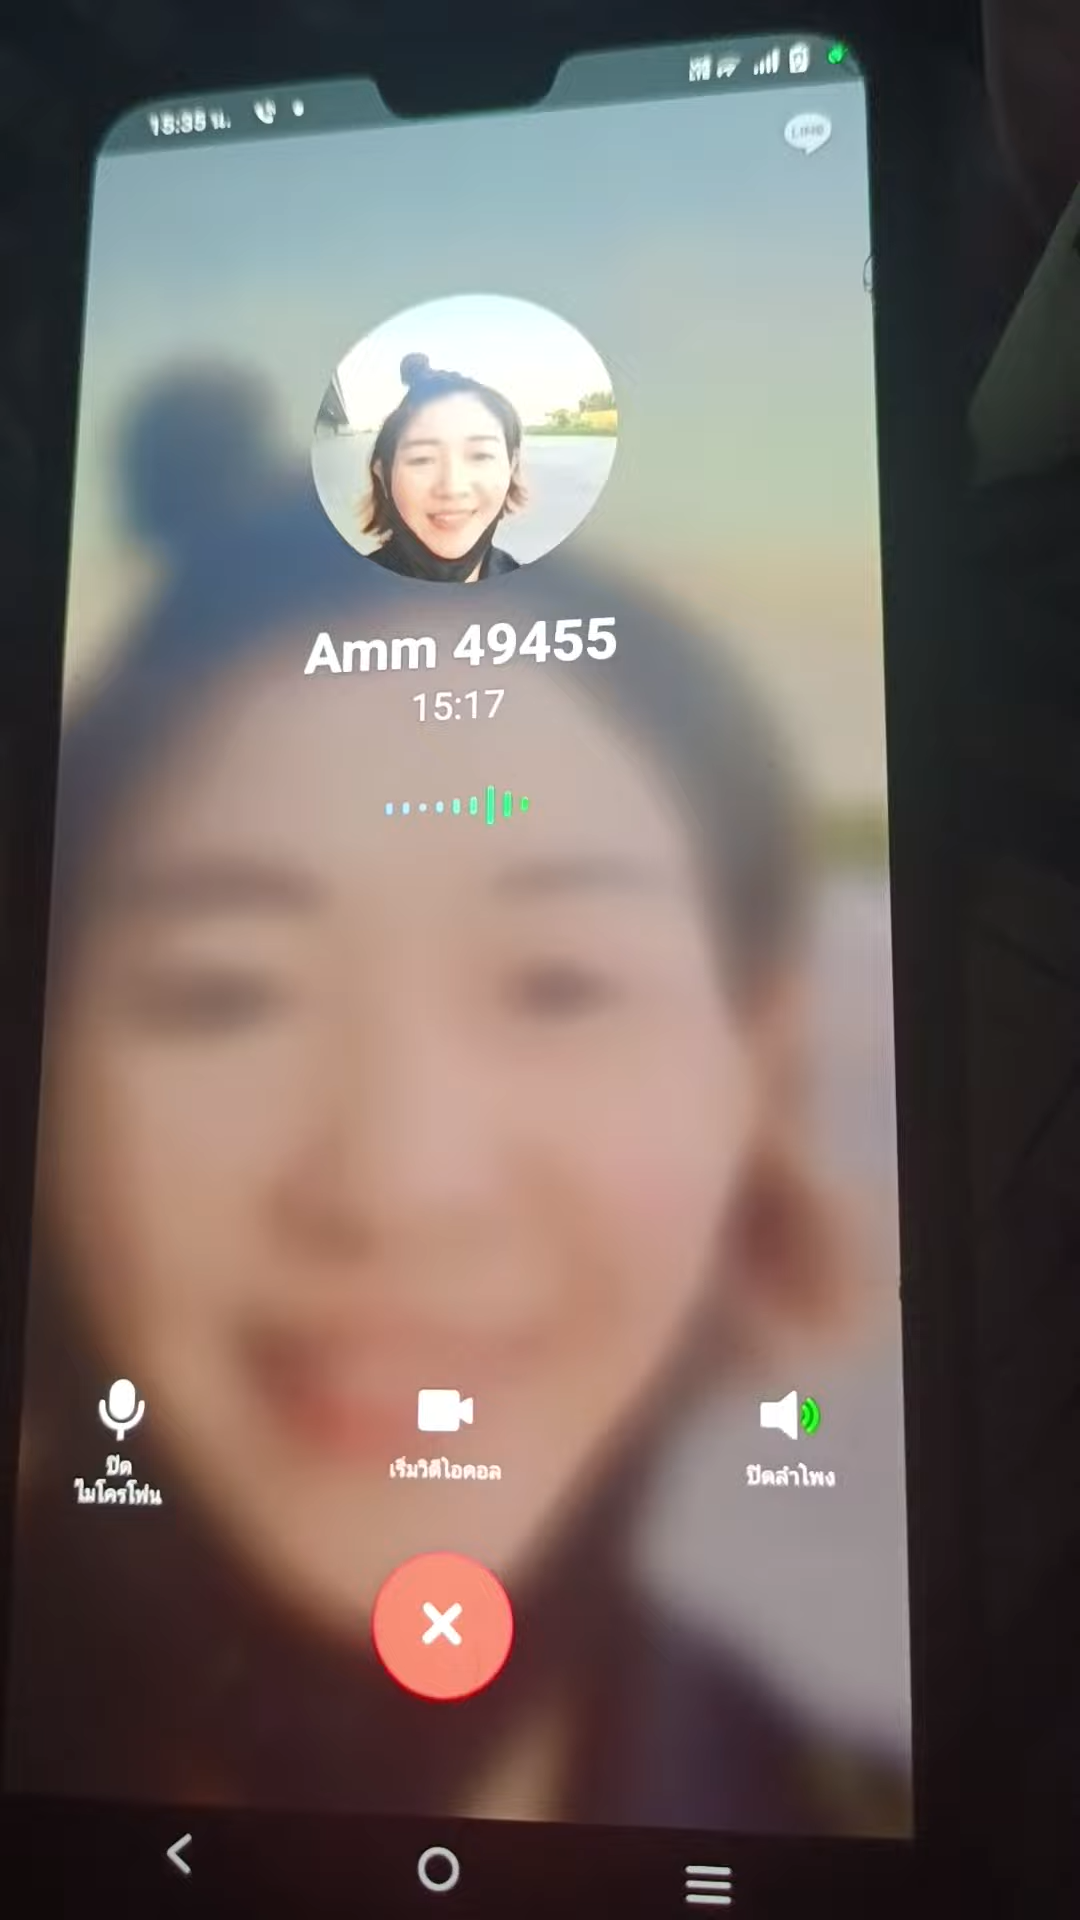 15:35 น.
LINE
Amm 49455
15:17
ปิด
ไมโครโฟน
เริ่มวิดีโอคอล
ปิดลำโพง